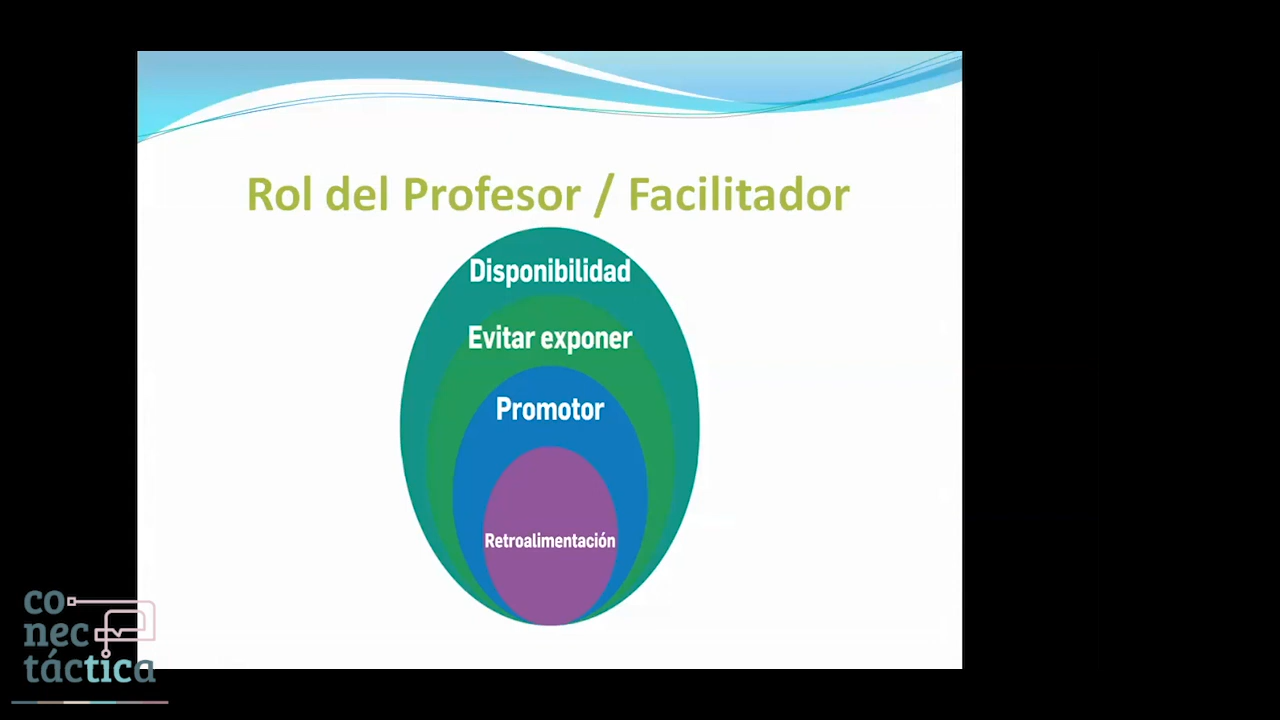 Rol del Profesor / Facilitador
Disponibilidad
Evitar exponer
Promotor
Retroalimentación
co
nec
táctica